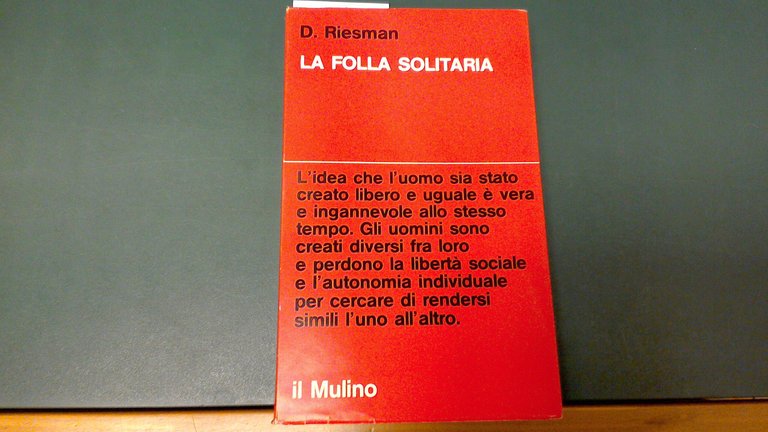 D. Riesman
LA FOLLA SOLITARIA
L'idea che l'uomo sia stato
creato libero e uguale è vera
e ingannevole allo stesso
tempo. Gli uomini sono
creati diversi fra loro
e perdono la libertà sociale
e l'autonomia individuale
per cercare di rendersi
simili l'uno all'altro.
il Mulino